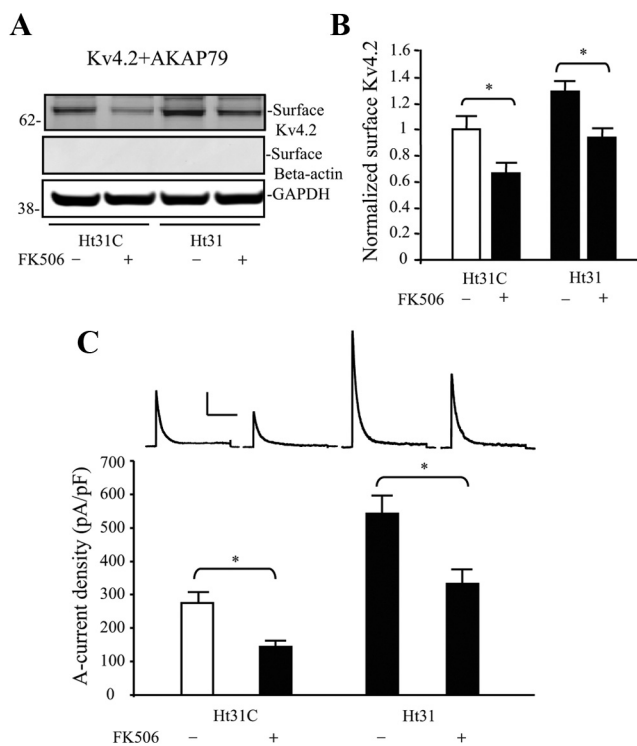 A
Kv4.2+AKAP79
62-
-Surface
Kv4.2
-Surface
Beta-actin
-GAPDH
38-
Ht31C Ht31
FK506 – + – +
B
Normalized surface Kv4.2
1.6
1.4
1.2
1
0.8
0.6
0.4
0.2
0
* *
Ht31C Ht31
FK506 – + – +
C
A-current density (pA/pF)
700
600
500
400
300
200
100
0
* *
Ht31C Ht31
FK506 – + – +